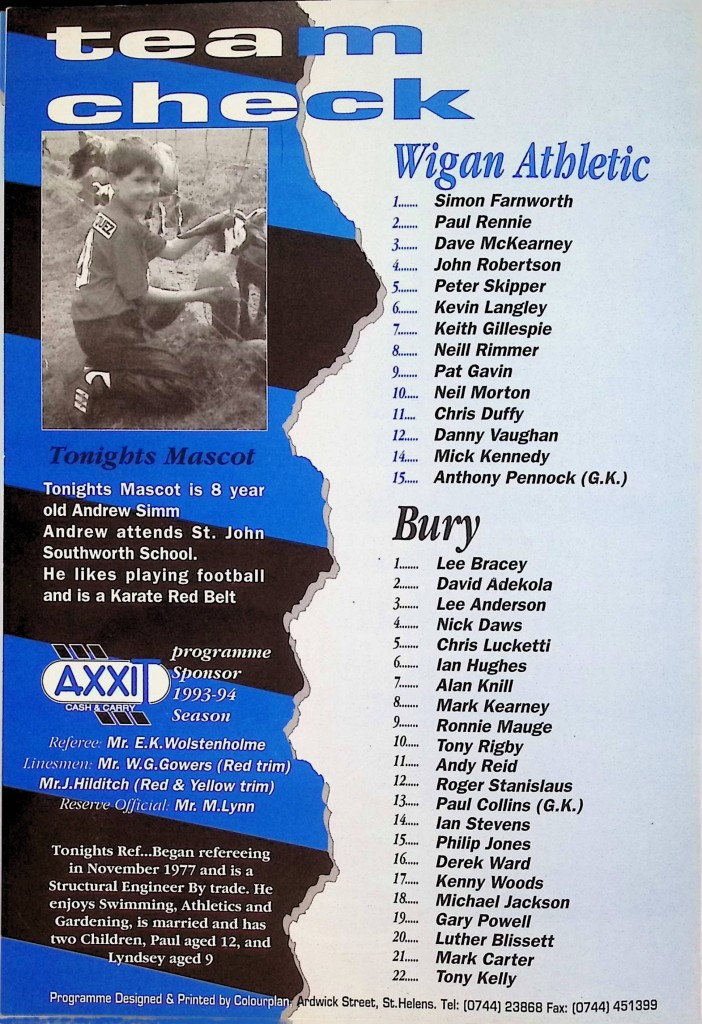 team
check
Tonights Mascot
Tonights Mascot is 8 year
old Andrew Simm
Andrew attends St. John
Southworth School.
He likes playing football
and is a Karate Red Belt
AXXIT
CASH & CARRY
programme
Sponsor
1993-94
Season
Referee: Mr. E.K.Wolstenholme
Linesmen: Mr. W.G.Gowers (Red trim)
Mr.J.Hilditch (Red & Yellow trim)
Reserve Official: Mr. M.Lynn
Tonights Ref...Began refereeing
in November 1977 and is a
Structural Engineer By trade. He
enjoys Swimming, Athletics and
Gardening, is married and has
two Children, Paul aged 12, and
Lyndsey aged 9
Wigan Athletic
1....... Simon Farnworth
2....... Paul Rennie
3....... Dave McKearney
4....... John Robertson
5....... Peter Skipper
6....... Kevin Langley
7....... Keith Gillespie
8....... Neill Rimmer
9....... Pat Gavin
10..... Neil Morton
11..... Chris Duffy
12..... Danny Vaughan
14..... Mick Kennedy
15..... Anthony Pennock (G.K.)
Bury
1....... Lee Bracey
2....... David Adekola
3....... Lee Anderson
4....... Nick Daws
5....... Chris Lucketti
6....... Ian Hughes
7....... Alan Knill
8....... Mark Kearney
9....... Ronnie Mauge
10..... Tony Rigby
11..... Andy Reid
12..... Roger Stanislaus
13..... Paul Collins (G.K.)
14..... Ian Stevens
15..... Philip Jones
16..... Derek Ward
17..... Kenny Woods
18..... Michael Jackson
19..... Gary Powell
20..... Luther Blissett
21..... Mark Carter
22..... Tony Kelly
Programme Designed & Printed by Colourplan, Ardwick Street, St.Helens. Tel: (0744) 23868 Fax: (0744) 451399